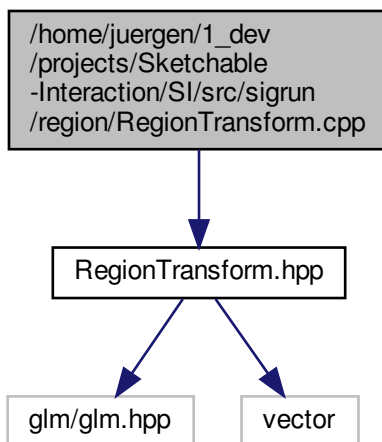 /home/juergen/1_dev
/projects/Sketchable
-Interaction/SI/src/sigrun
/region/RegionTransform.cpp
RegionTransform.hpp
glm/glm.hpp
vector